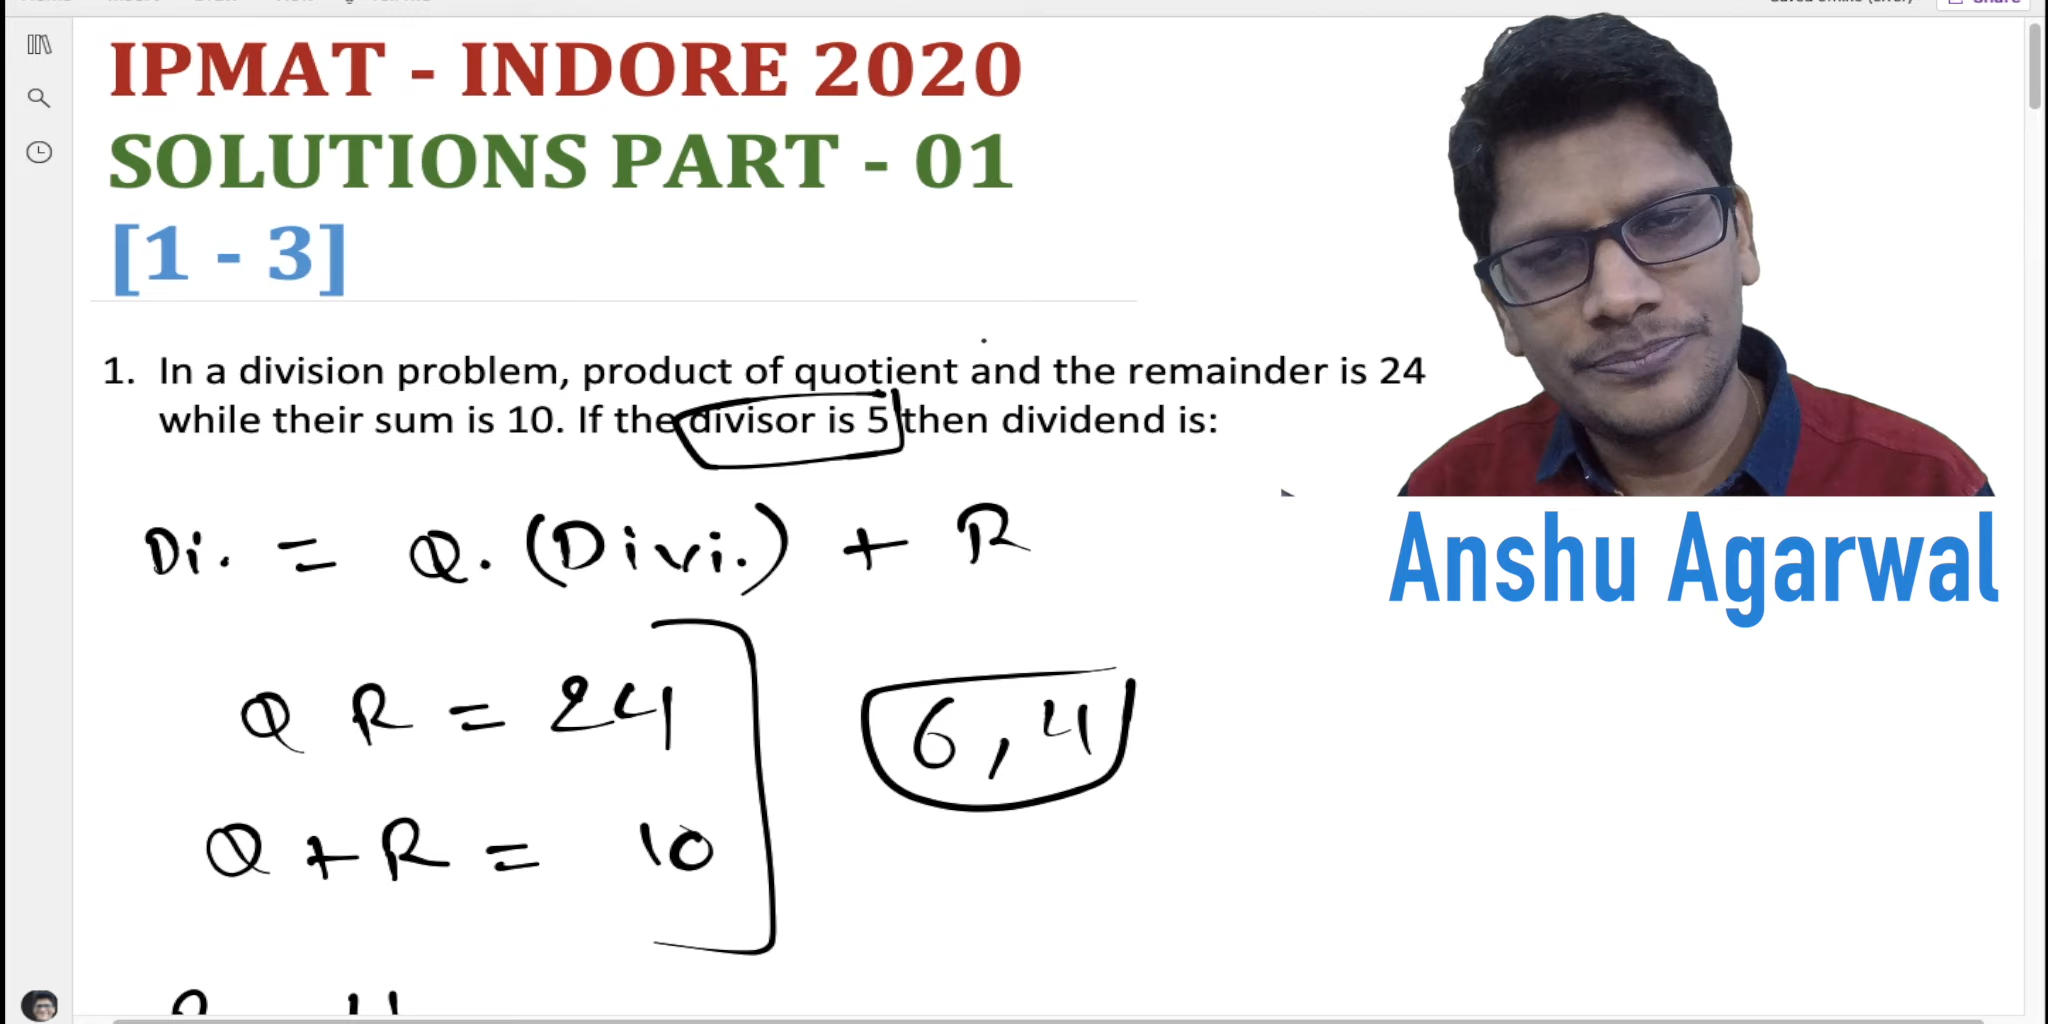 IPMAT - INDORE 2020
SOLUTIONS PART - 01
[1 - 3]
1. In a division problem, product of quotient and the remainder is 24
while their sum is 10. If the divisor is 5 then dividend is:
Di. = Q. (Divi.) + R
Q R = 24
6, 4
Q + R = 10
Anshu Agarwal